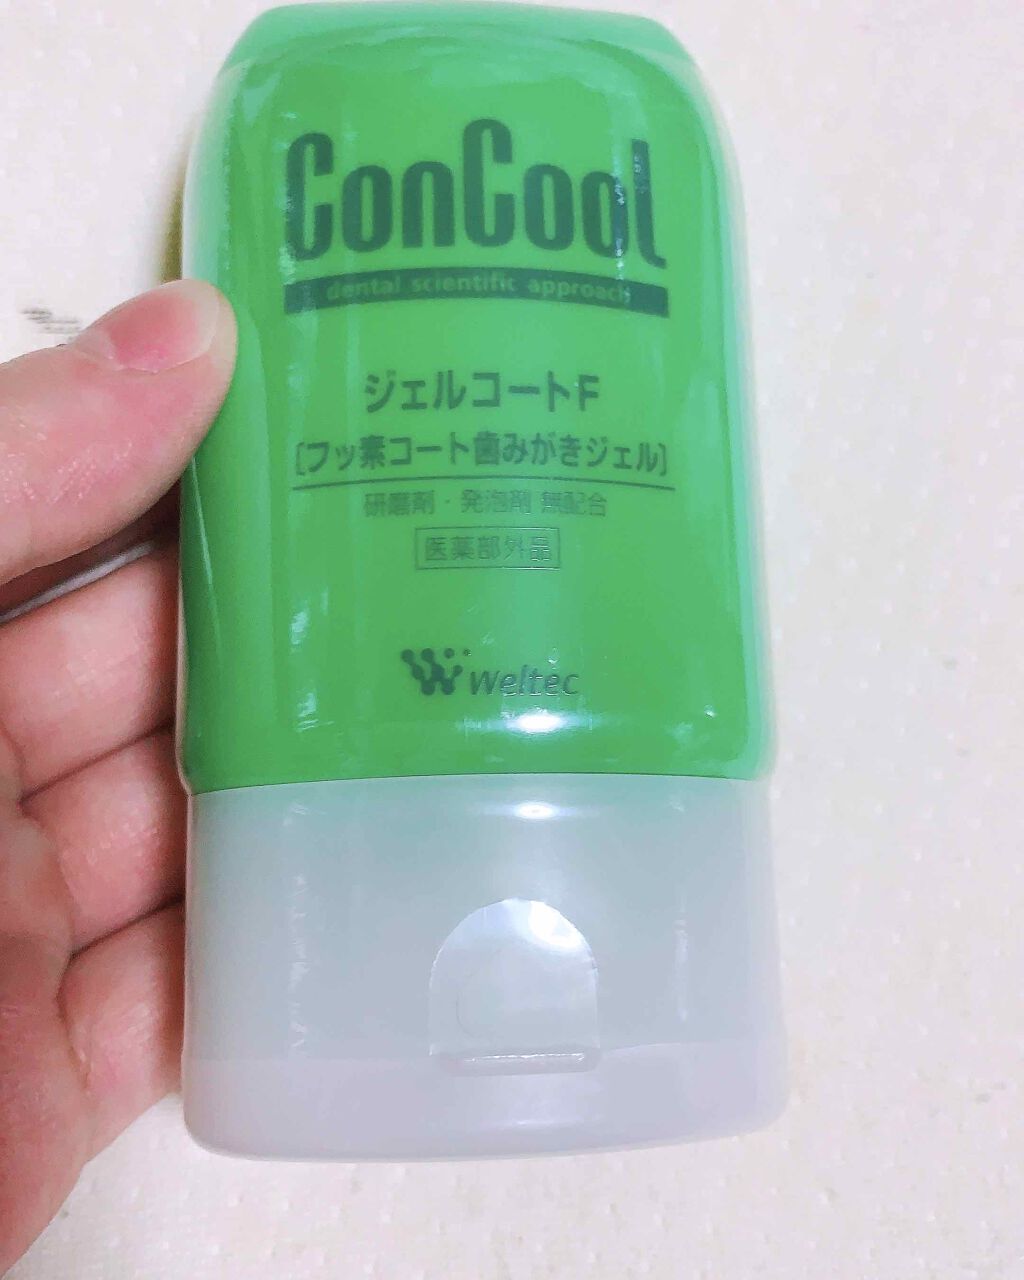 ConCool
dental scientific approach
ジェルコートF
[フッ素コート歯みがきジェル]
研磨剤・発泡剤 無配合
医薬部外品
Weltec